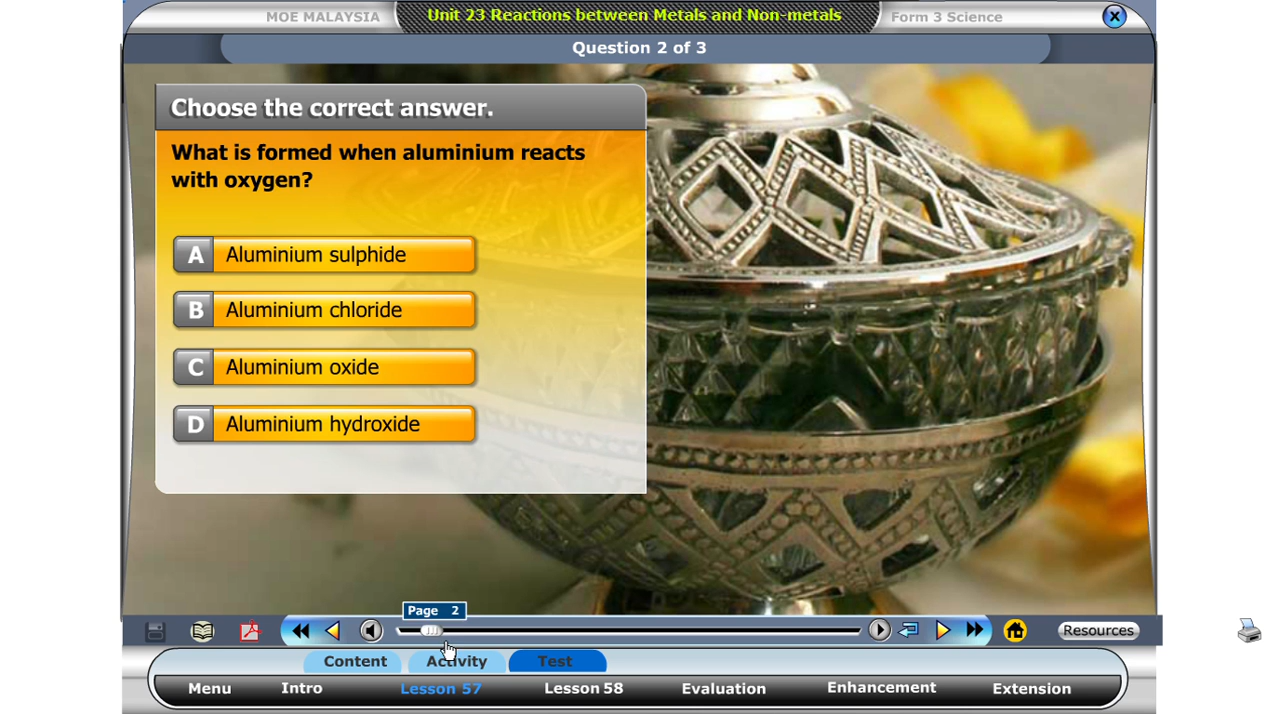 MOE MALAYSIA
Unit 23 Reactions between Metals and Non-metals
Form 3 Science
Question 2 of 3
Choose the correct answer.
What is formed when aluminium reacts
with oxygen?
A Aluminium sulphide
B Aluminium chloride
C Aluminium oxide
D Aluminium hydroxide
Page 2
Resources
Content Activity Test
Menu Intro Lesson 57 Lesson 58 Evaluation Enhancement Extension